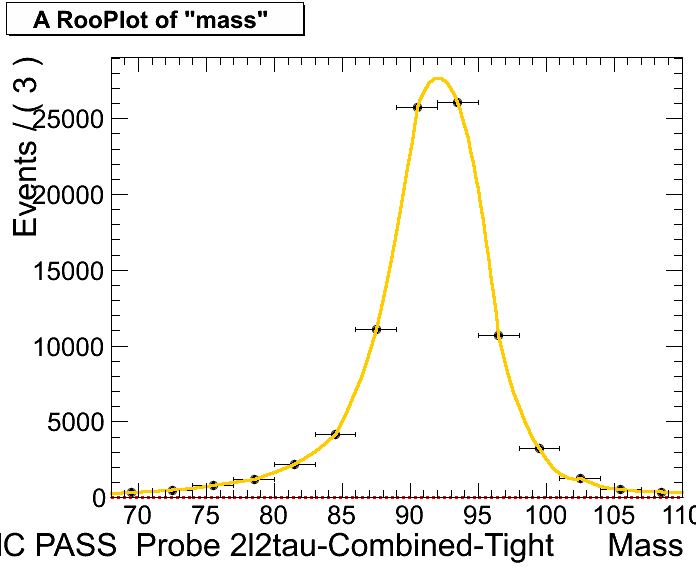 A RooPlot of "mass"
Events / ( 3 )
25000
20000
15000
10000
5000
0
70 75 80 85 90 95 100 105 110
PASS Probe 2l2tau-Combined-Tight Mass